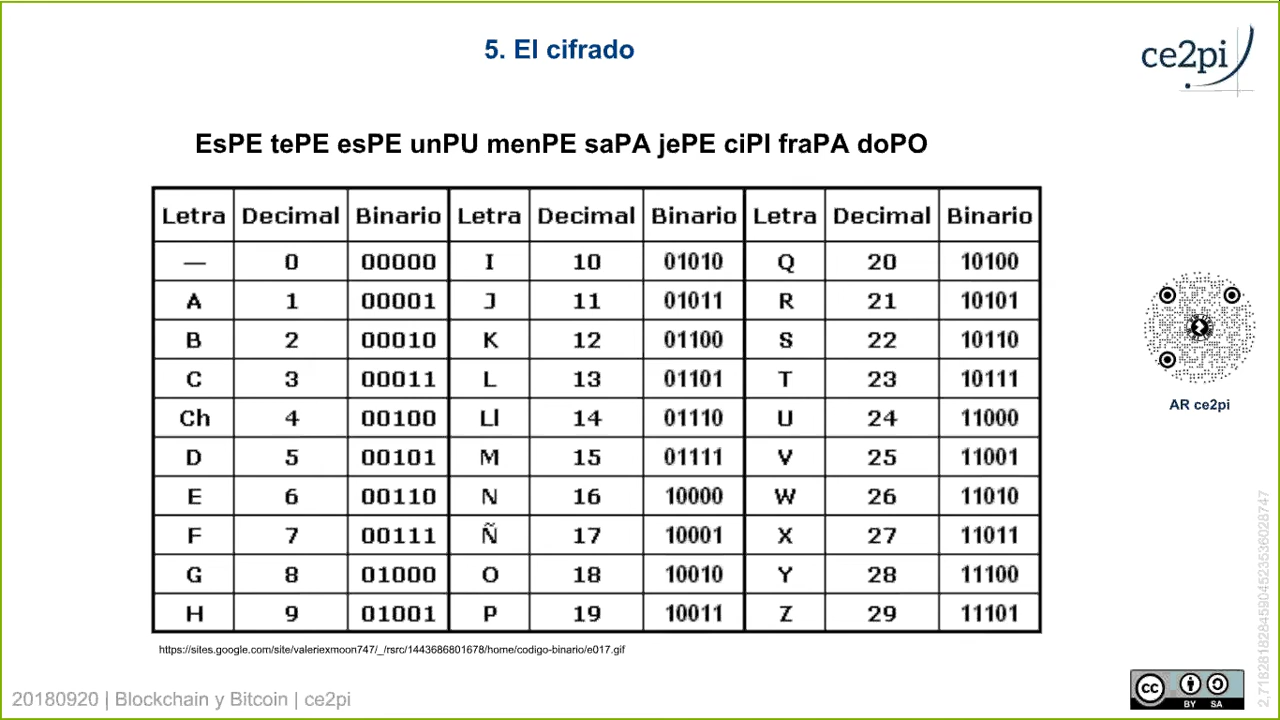 5. El cifrado
ce2pi
EsPE tePE esPE unPU menPE saPA jePE ciPI fraPA doPO
Letra Decimal Binario Letra Decimal Binario Letra Decimal Binario
— 0 00000 I 10 01010 Q 20 10100
A 1 00001 J 11 01011 R 21 10101
B 2 00010 K 12 01100 S 22 10110
C 3 00011 L 13 01101 T 23 10111
Ch 4 00100 Ll 14 01110 U 24 11000
D 5 00101 M 15 01111 V 25 11001
E 6 00110 N 16 10000 W 26 11010
F 7 00111 Ñ 17 10001 X 27 11011
G 8 01000 O 18 10010 Y 28 11100
H 9 01001 P 19 10011 Z 29 11101
AR ce2pi
https://sites.google.com/site/valeriexmoon747/_/rsrc/1443686801678/home/codigo-binario/e017.gif
20180920 | Blockchain y Bitcoin | ce2pi
cc BY SA
2,71828182845904523536028747